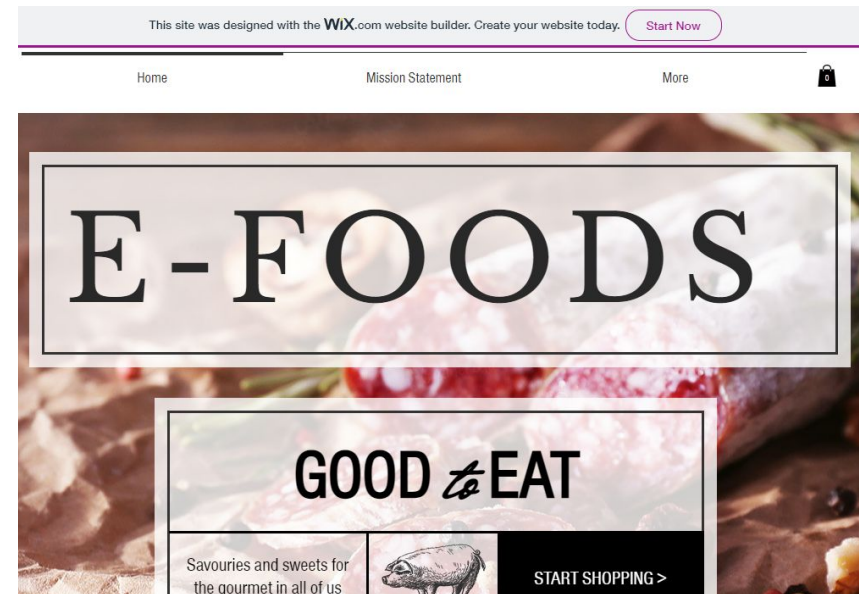 This site was designed with the WiX.com website builder. Create your website today. Start Now
Home Mission Statement More
0
E-FOODS
GOOD to EAT
Savouries and sweets for
the gourmet in all of us
START SHOPPING >